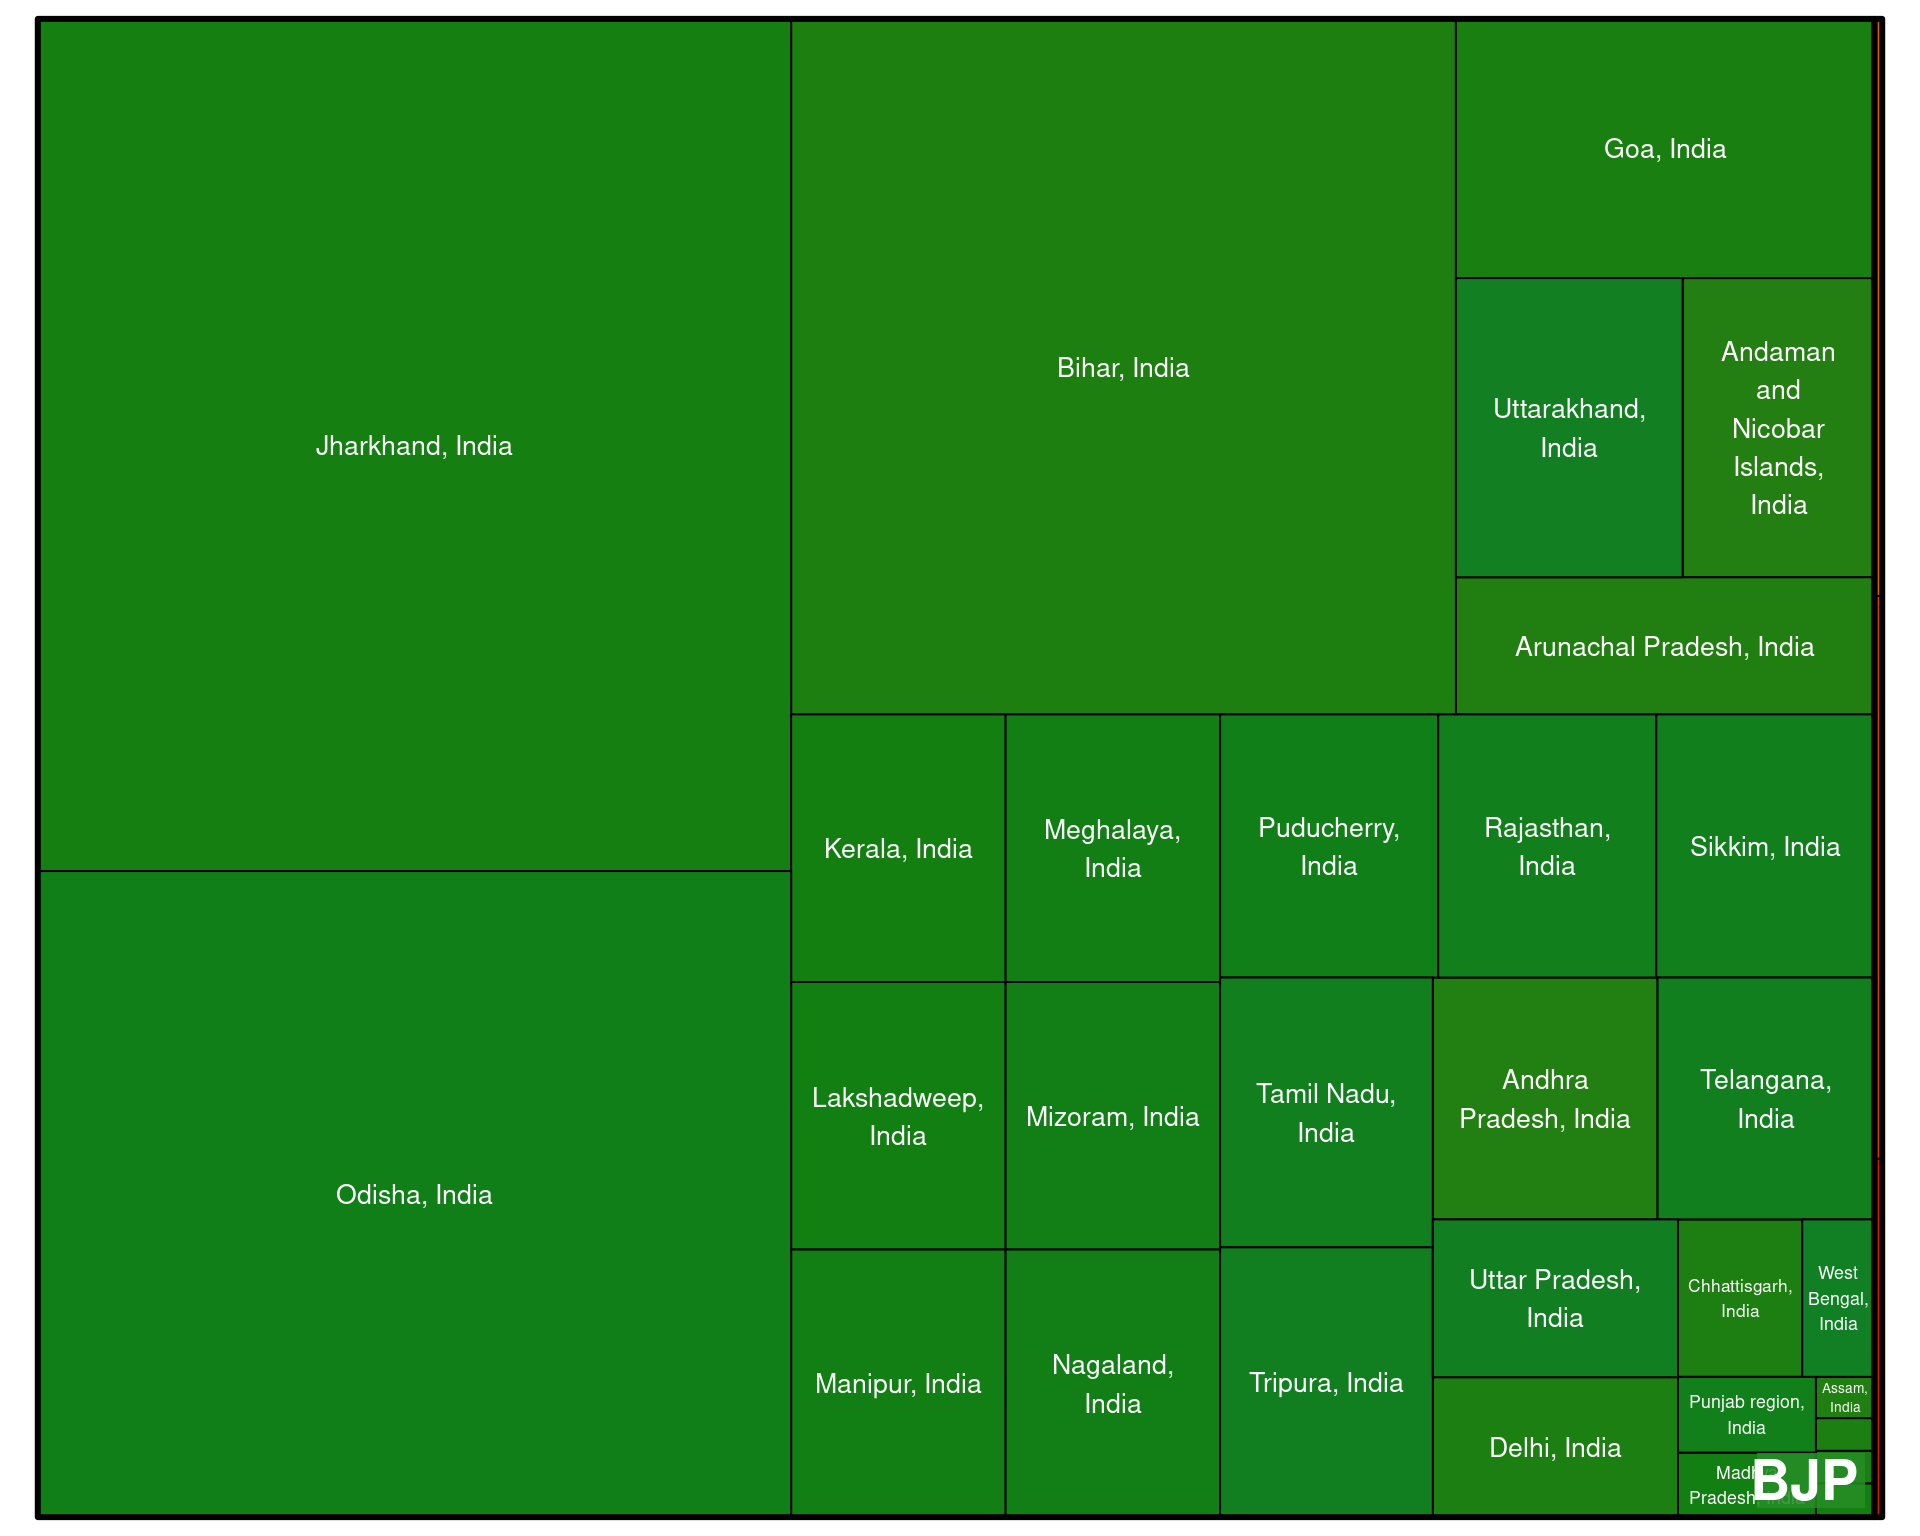 Jharkhand, India
Odisha, India
Bihar, India
Goa, India
Uttarakhand,
India
Andaman
and
Nicobar
Islands,
India
Arunachal Pradesh, India
Kerala, India
Meghalaya,
India
Puducherry,
India
Rajasthan,
India
Sikkim, India
Lakshadweep,
India
Mizoram, India
Tamil Nadu,
India
Andhra
Pradesh, India
Telangana,
India
Manipur, India
Nagaland,
India
Tripura, India
Uttar Pradesh,
India
Chhattisgarh,
India
West
Bengal,
India
Delhi, India
Punjab region,
India
Assam,
India
Pradesh,
BJP